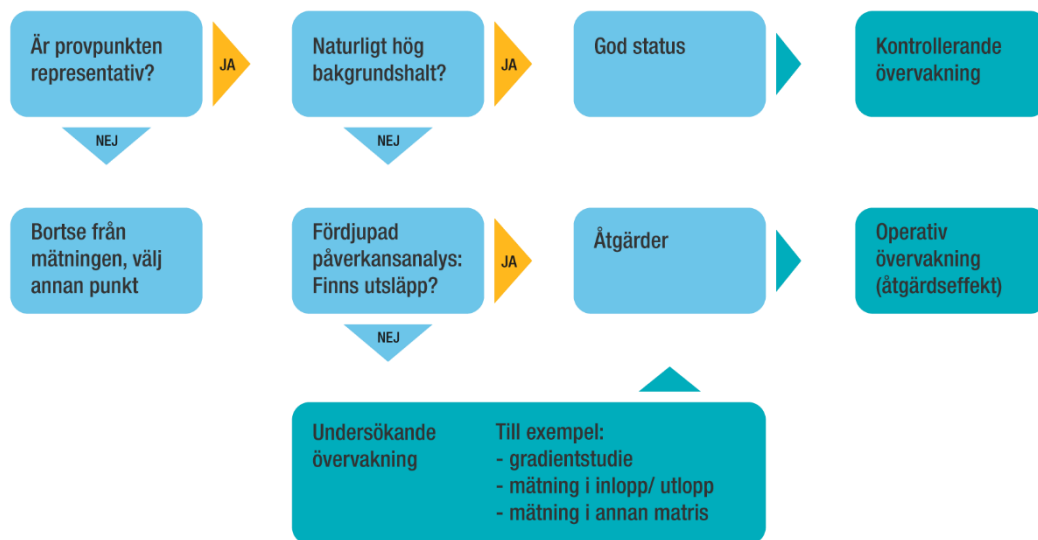 Är provpunkten
representativ?
JA
Naturligt hög
bakgrundshalt?
JA
God status
Kontrollerande
övervakning
NEJ
NEJ
Bortse från
mätningen, välj
annan punkt
Fördjupad
påverkansanalys:
Finns utsläpp?
JA
Åtgärder
Operativ
övervakning
(åtgärdseffekt)
NEJ
Undersökande
övervakning
Till exempel:
- gradientstudie
- mätning i inlopp/ utlopp
- mätning i annan matris